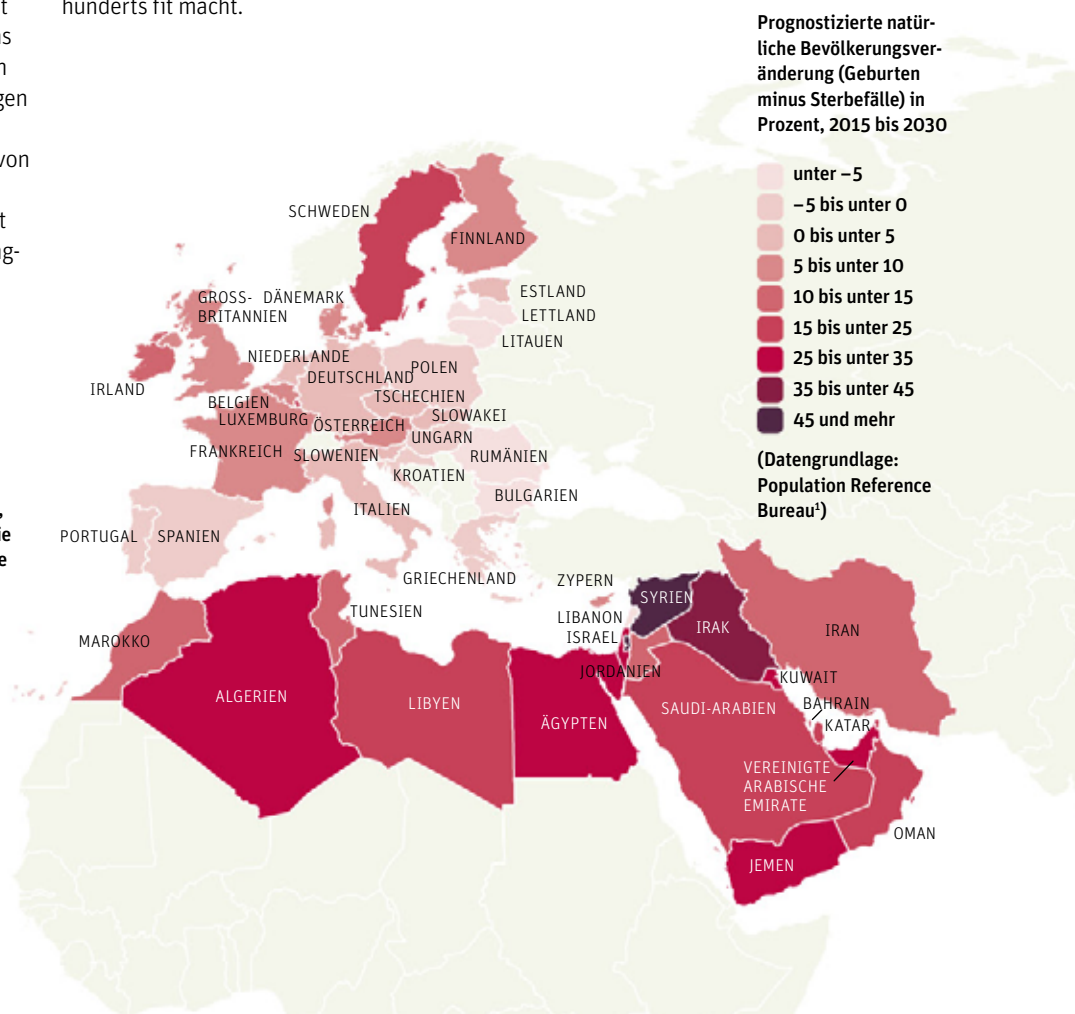 t
ns
n
gen
von
t
ng-
,
ie
e
hunderts fit macht.
Prognostizierte natür-
liche Bevölkerungsver-
änderung (Geburten
minus Sterbefälle) in
Prozent, 2015 bis 2030
unter –5
–5 bis unter 0
0 bis unter 5
5 bis unter 10
10 bis unter 15
15 bis unter 25
25 bis unter 35
35 bis unter 45
45 und mehr
(Datengrundlage:
Population Reference
Bureau¹)
SCHWEDEN
FINNLAND
ESTLAND
LETTLAND
LITAUEN
GROSS-
BRITANNIEN
DÄNEMARK
NIEDERLANDE
DEUTSCHLAND
POLEN
IRLAND
BELGIEN
TSCHECHIEN
LUXEMBURG
ÖSTERREICH
SLOWAKEI
UNGARN
FRANKREICH
SLOWENIEN
RUMÄNIEN
KROATIEN
BULGARIEN
ITALIEN
PORTUGAL
SPANIEN
GRIECHENLAND
ZYPERN
SYRIEN
TUNESIEN
LIBANON
IRAK
IRAN
MAROKKO
ISRAEL
JORDANIEN
KUWAIT
ALGERIEN
LIBYEN
ÄGYPTEN
SAUDI-ARABIEN
BAHRAIN
KATAR
VEREINIGTE
ARABISCHE
EMIRATE
OMAN
JEMEN